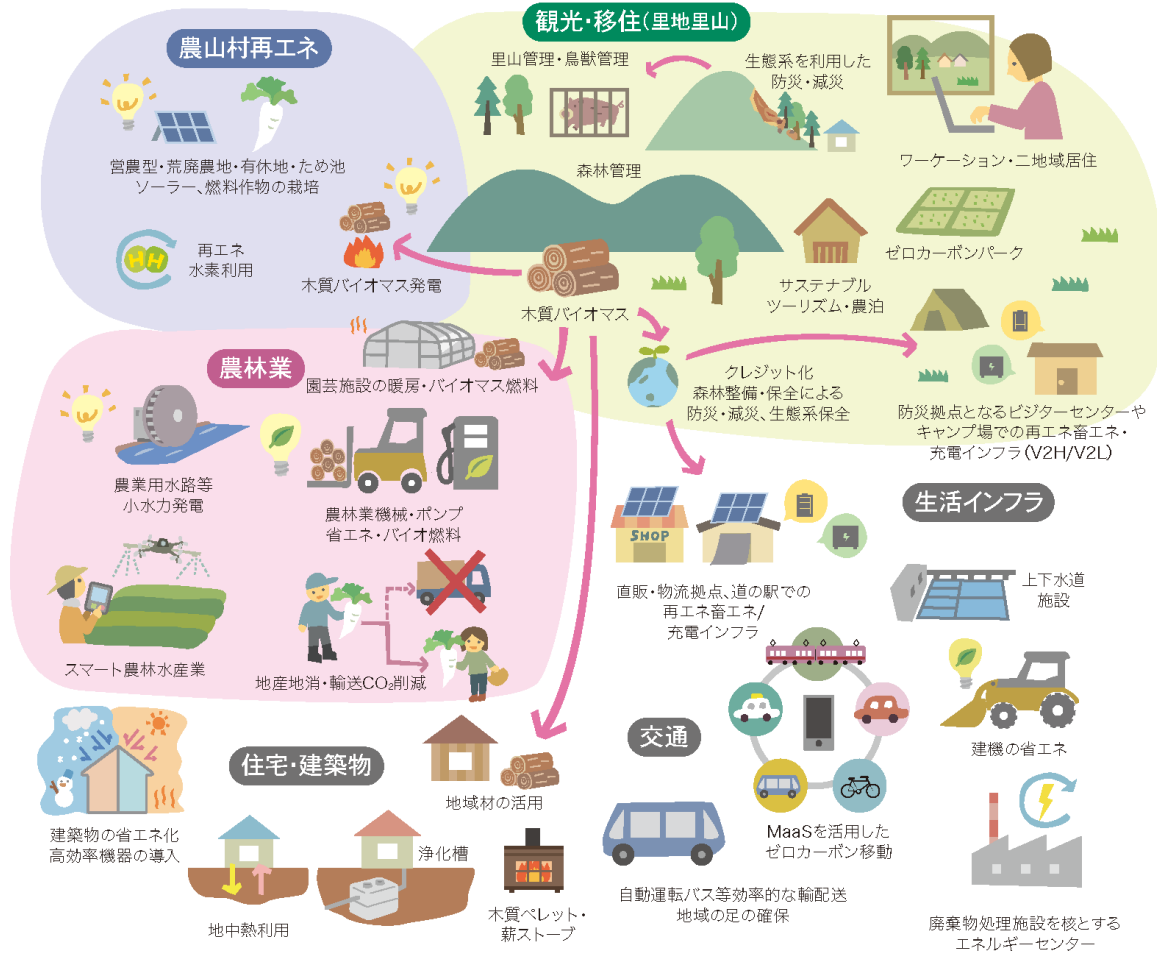 農山村再エネ
営農型・荒廃農地・有休地・ため池
ソーラー、燃料作物の栽培
再エネ
水素利用
HH
木質バイオマス発電
観光・移住(里地里山)
里山管理・鳥獣管理
生態系を利用した
防災・減災
森林管理
ワーケーション・二地域居住
ゼロカーボンパーク
サステナブル
ツーリズム・農泊
木質バイオマス
クレジット化
森林整備・保全による
防災・減災、生態系保全
防災拠点となるビジターセンターや
キャンプ場での再エネ畜エネ・
充電インフラ(V2H/V2L)
農林業
園芸施設の暖房・バイオマス燃料
農業用水路等
小水力発電
農林業機械・ポンプ
省エネ・バイオ燃料
スマート農林水産業
地産地消・輸送CO₂削減
SHOP
直販・物流拠点、道の駅での
再エネ畜エネ/
充電インフラ
生活インフラ
上下水道
施設
建機の省エネ
廃棄物処理施設を核とする
エネルギーセンター
住宅・建築物
地域材の活用
建築物の省エネ化
高効率機器の導入
地中熱利用
浄化槽
木質ペレット・
薪ストーブ
交通
MaaSを活用した
ゼロカーボン移動
自動運転バス等効率的な輸配送
地域の足の確保